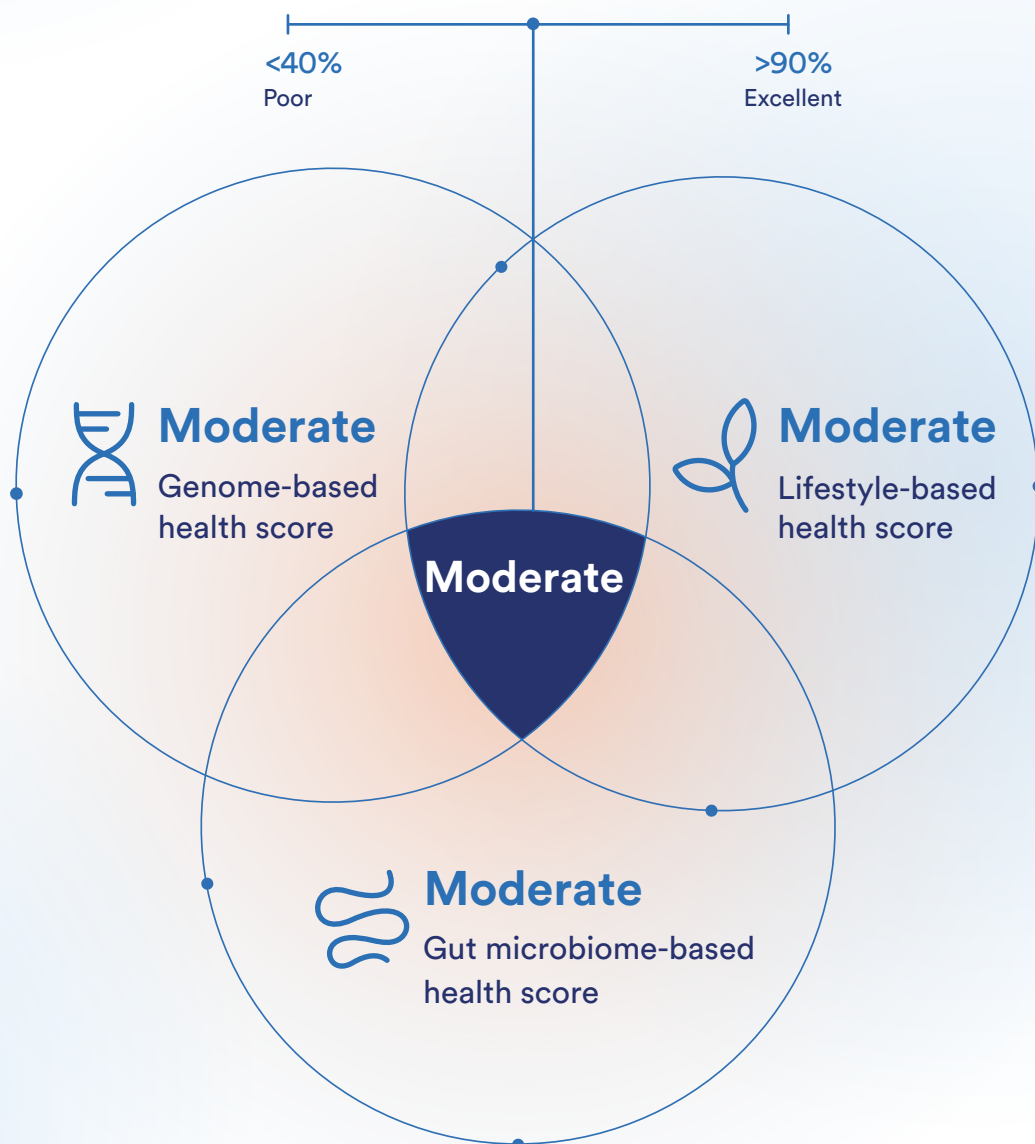 <40%
Poor
>90%
Excellent
Moderate
Genome-based
health score
Moderate
Lifestyle-based
health score
Moderate
Moderate
Gut microbiome-based
health score